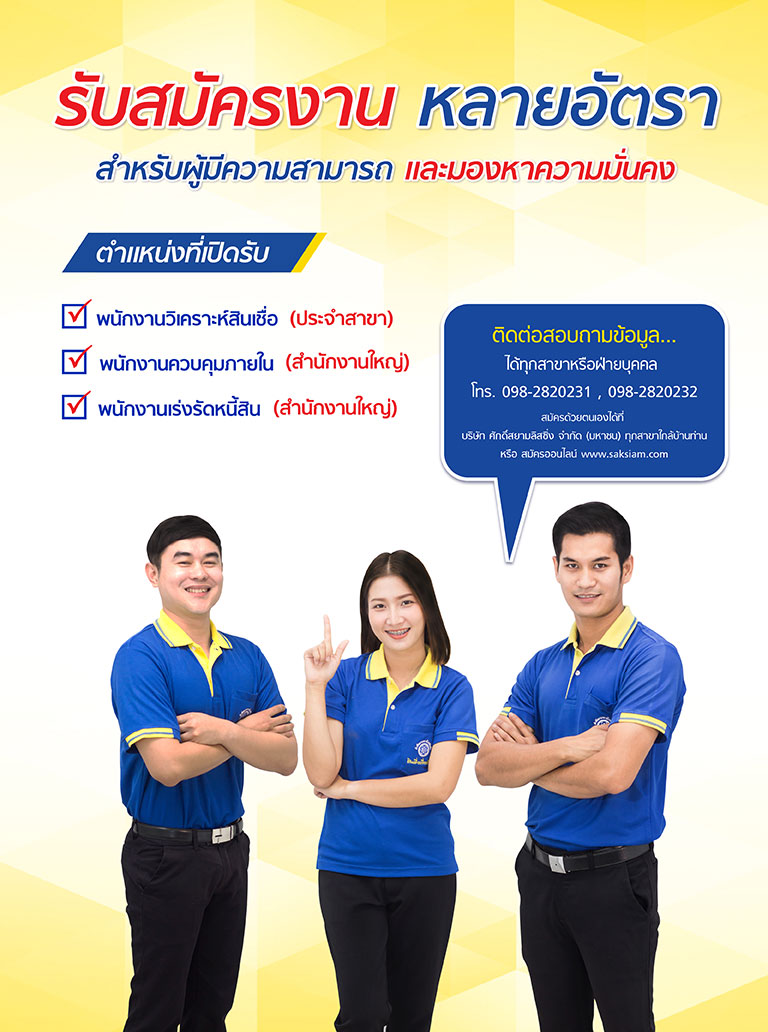 รับสมัครงาน หลายอัตรา
สำหรับผู้มีความสามารถ และมองหาความมั่นคง
ตำแหน่งที่เปิดรับ
พนักงานวิเคราะห์สินเชื่อ (ประจำสาขา)
พนักงานควบคุมภายใน (สำนักงานใหญ่)
พนักงานเร่งรัดหนี้สิน (สำนักงานใหญ่)
ติดต่อสอบถามข้อมูล...
ได้ทุกสาขาหรือฝ่ายบุคคล
โทร. 098-2820231 , 098-2820232
สมัครด้วยตนเองได้ที่
บริษัท ศักดิ์สยามลิสซิ่ง จำกัด (มหาชน) ทุกสาขาใกล้บ้านท่าน
หรือ สมัครออนไลน์ www.saksiam.com